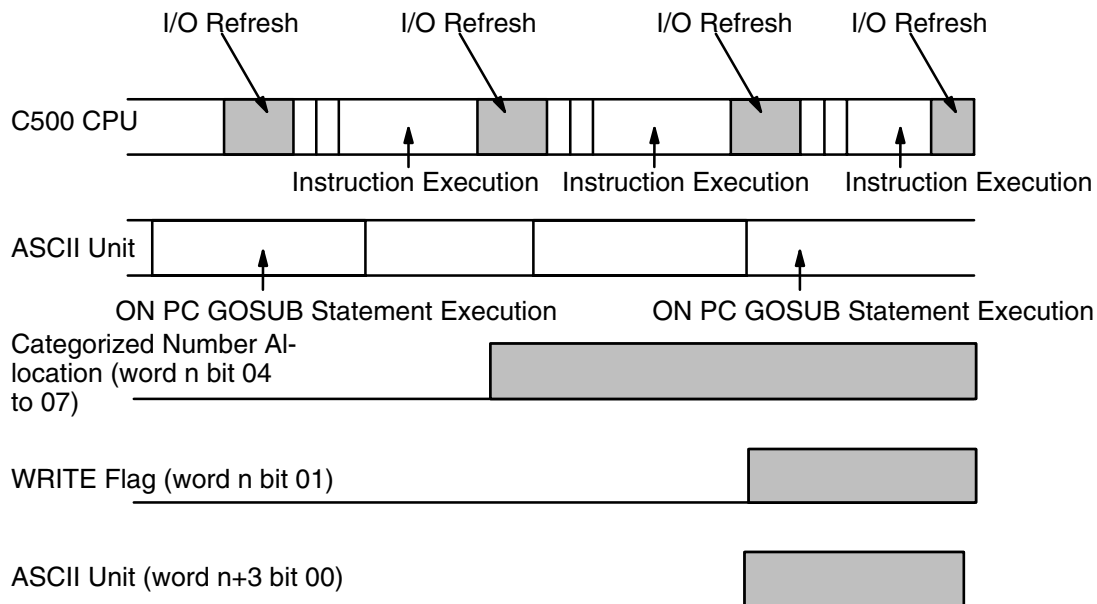 I/O Refresh I/O Refresh I/O Refresh I/O Refresh
C500 CPU
Instruction Execution Instruction Execution Instruction Execution
ASCII Unit
ON PC GOSUB Statement Execution ON PC GOSUB Statement Execution
Categorized Number Al-
location (word n bit 04
to 07)
WRITE Flag (word n bit 01)
ASCII Unit (word n+3 bit 00)